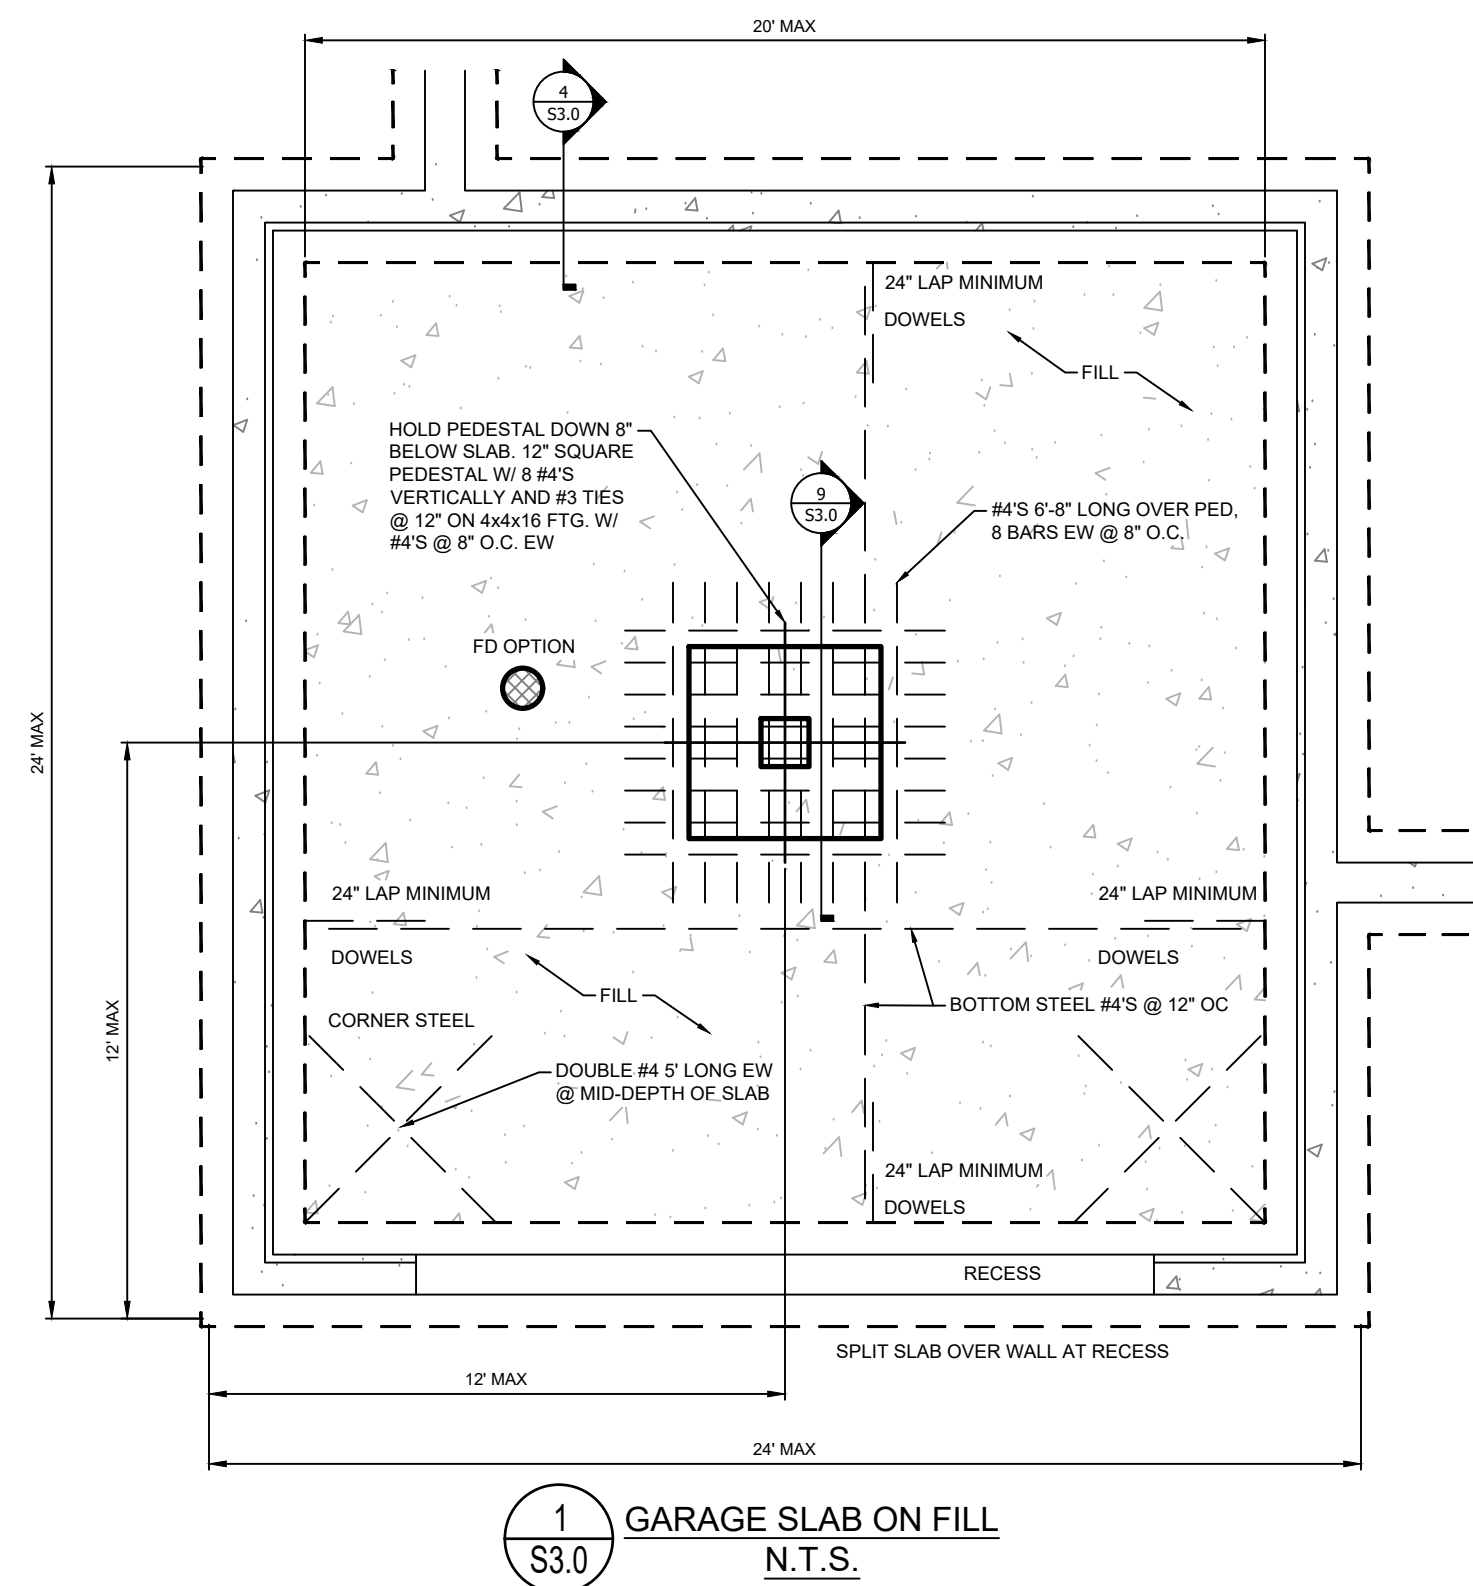 20' MAX
4
S3.0
24" LAP MINIMUM
DOWELS
FILL
HOLD PEDESTAL DOWN 8"
BELOW SLAB. 12" SQUARE
PEDESTAL W/ 8 #4'S
VERTICALLY AND #3 TIES
@ 12" ON 4x4x16 FTG. W/
#4'S @ 8" O.C. EW
9
S3.0
#4'S 6'-8" LONG OVER PED,
8 BARS EW @ 8" O.C.
FD OPTION
24' MAX
24" LAP MINIMUM
24" LAP MINIMUM
DOWELS
DOWELS
FILL
BOTTOM STEEL #4'S @ 12" OC
CORNER STEEL
12' MAX
DOUBLE #4 5' LONG EW
@ MID-DEPTH OF SLAB
24" LAP MINIMUM
DOWELS
RECESS
SPLIT SLAB OVER WALL AT RECESS
12' MAX
24' MAX
1
S3.0
GARAGE SLAB ON FILL
N.T.S.